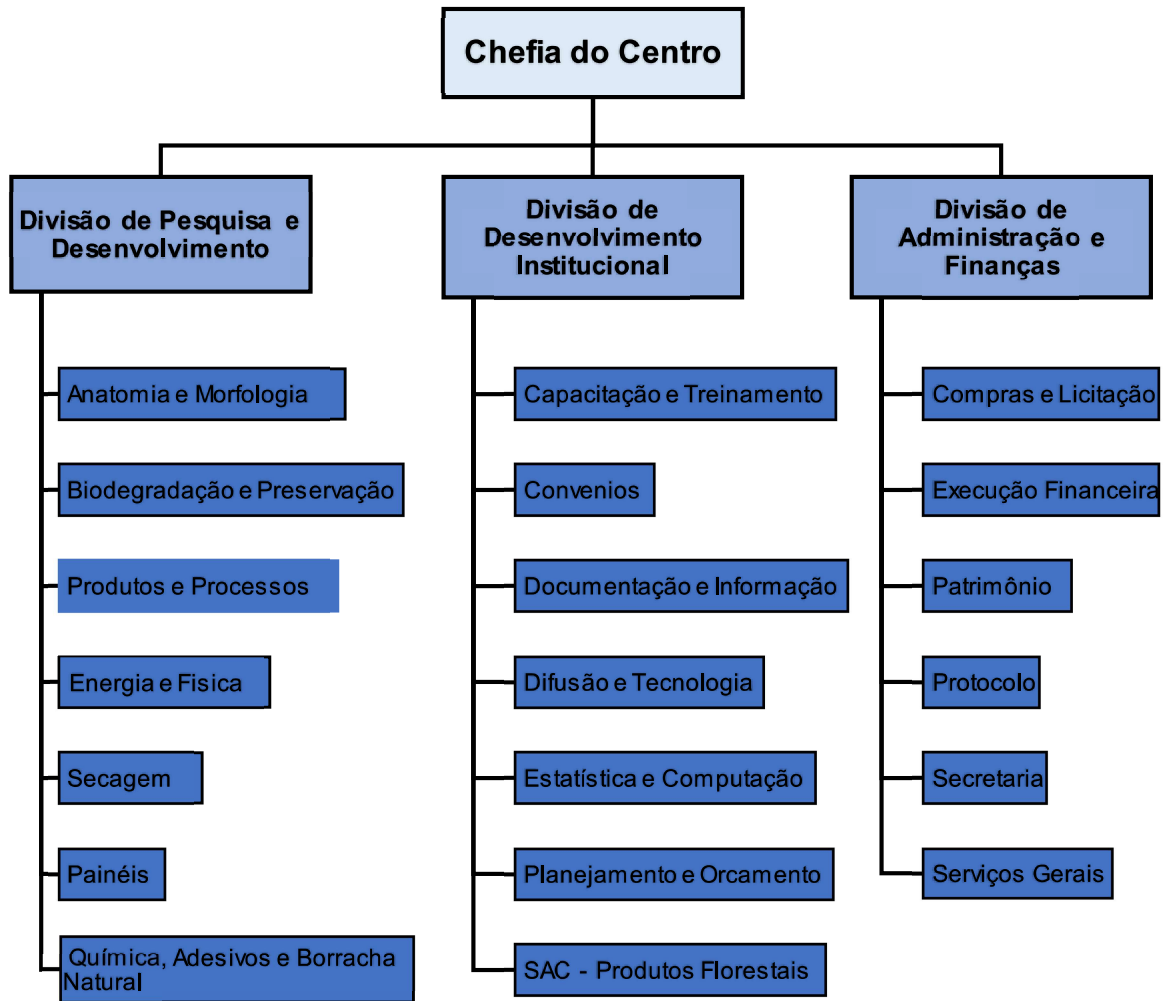 Chefia do Centro
Divisão de Pesquisa e
Desenvolvimento
Divisão de
Desenvolvimento
Institucional
Divisão de
Administração e
Finanças
Anatomia e Morfologia
Biodegradação e Preservação
Produtos e Processos
Energia e Fisica
Secagem
Painéis
Química, Adesivos e Borracha
Natural
Capacitação e Treinamento
Convenios
Documentação e Informação
Difusão e Tecnologia
Estatística e Computação
Planejamento e Orcamento
SAC - Produtos Florestais
Compras e Licitação
Execução Financeira
Patrimônio
Protocolo
Secretaria
Serviços Gerais